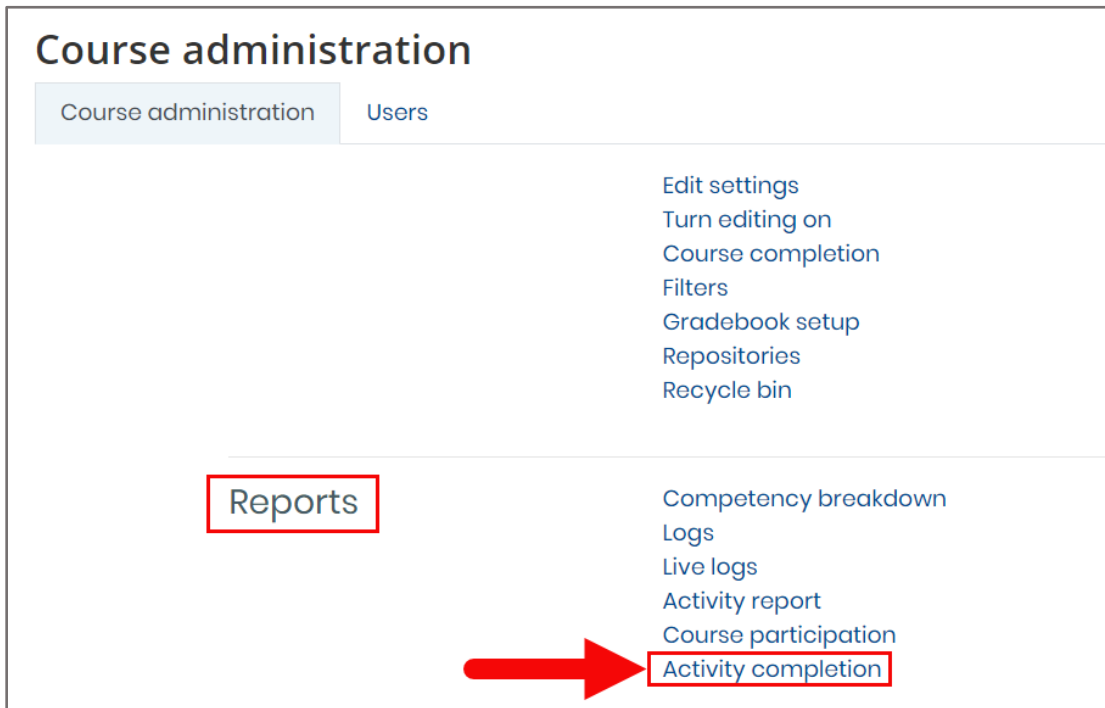 Course administration
Course administration Users
Edit settings
Turn editing on
Course completion
Filters
Gradebook setup
Repositories
Recycle bin
Reports
Competency breakdown
Logs
Live logs
Activity report
Course participation
Activity completion